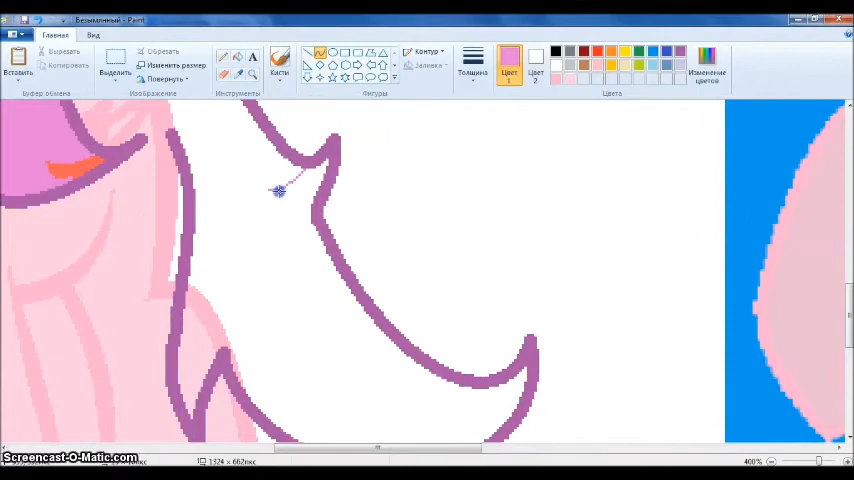 Безымянный - Paint
Главная Вид
Вставить
Вырезать
Копировать
Буфер обмена
Выделить
Обрезать
Изменить размер
Повернуть
Изображение
A
Инструменты
Кисти
Контур
Заливка
Фигуры
Толщина
Цвет 1
Цвет 2
Изменение цветов
Цвета
1324 × 662пкс
400%
Screencast-O-Matic.com